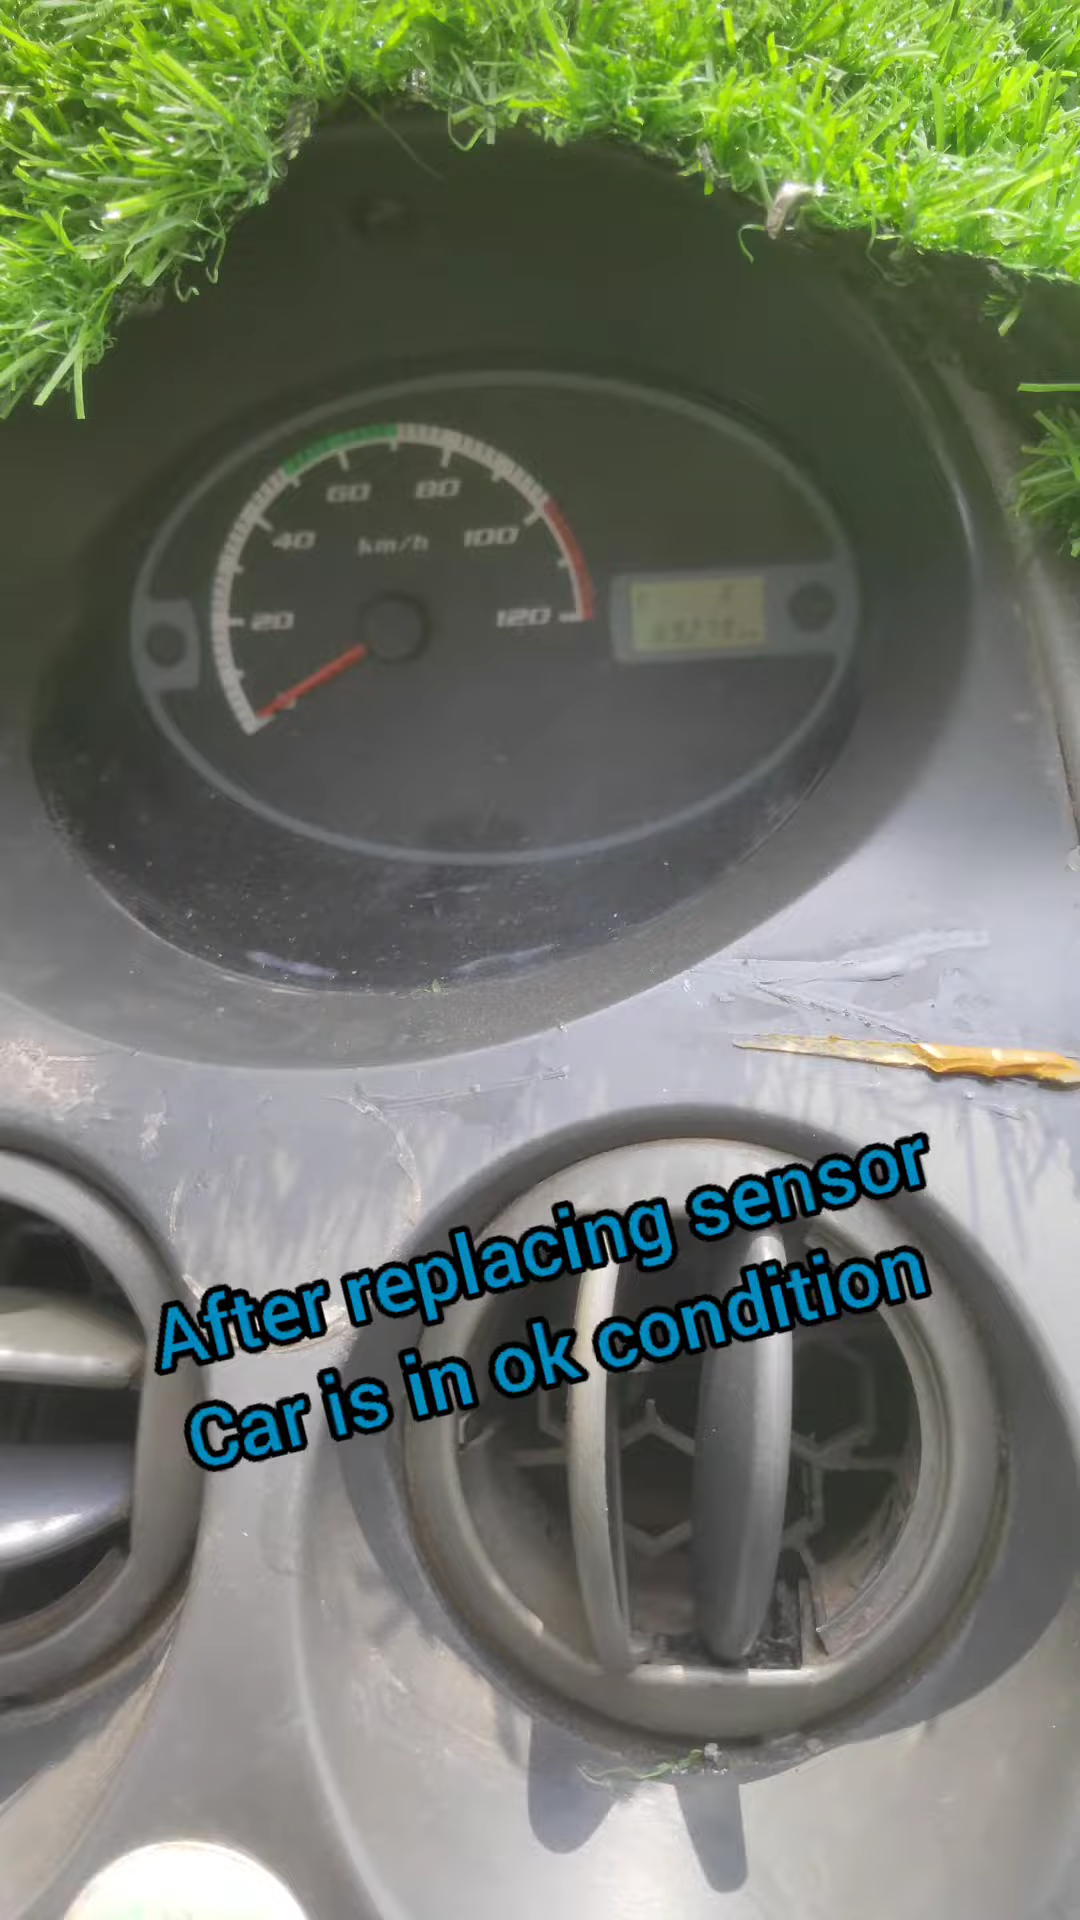 60 80
40 km/h 100
20 120
After replacing sensor
Car is in ok condition